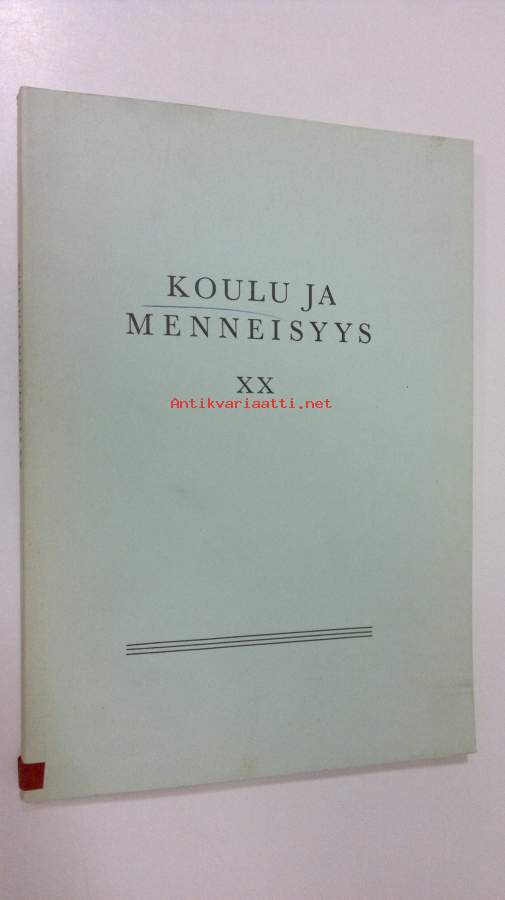 KOULU JA
MENNEISYYS
XX
Antikvariaatti.net